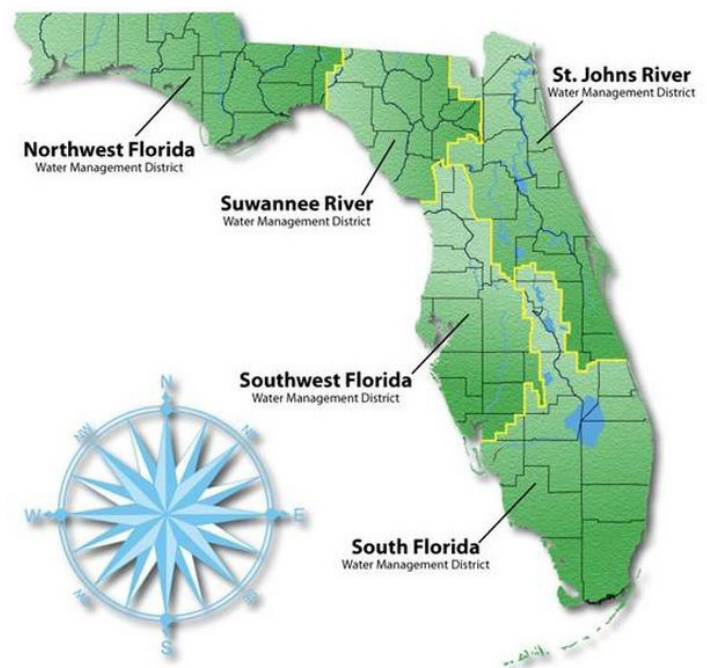 St. Johns River
Water Management District
Northwest Florida
Water Management District
Suwannee River
Water Management District
Southwest Florida
Water Management District
N
NW
W
E
S
South Florida
Water Management District